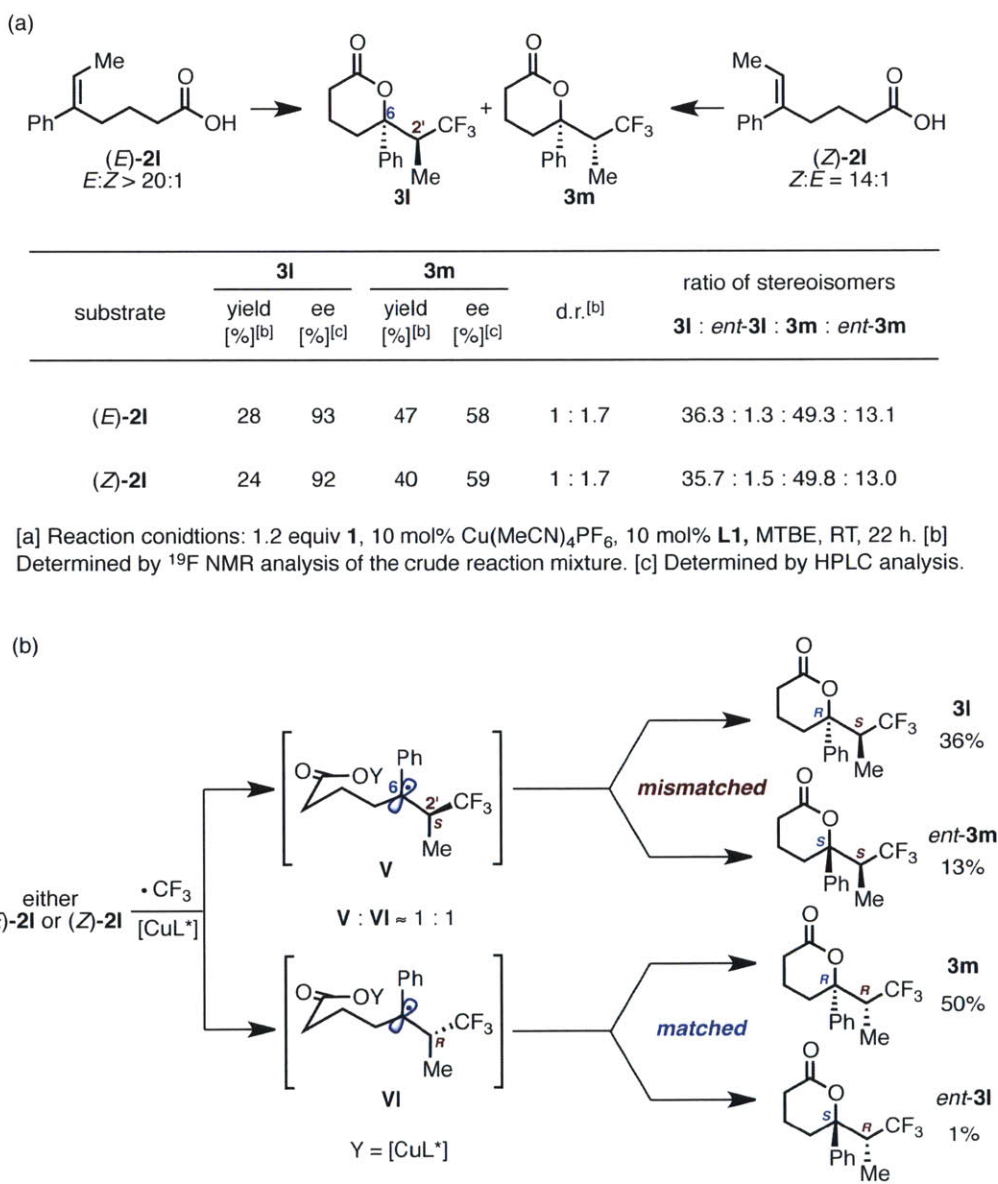 (a)
Me
O
Ph
OH
(E)-2l
E:Z > 20:1
O
O
6
2'
CF3
Ph
Me
3l
+
O
O
CF3
Ph
Me
3m
Me
O
Ph
OH
(Z)-2l
Z:E = 14:1
3l 3m ratio of stereoisomers
substrate yield ee yield ee d.r.[b]
[%][b] [%][c] [%][b] [%][c] 3l : ent-3l : 3m : ent-3m
(E)-2l 28 93 47 58 1 : 1.7 36.3 : 1.3 : 49.3 : 13.1
(Z)-2l 24 92 40 59 1 : 1.7 35.7 : 1.5 : 49.8 : 13.0
[a] Reaction conidtions: 1.2 equiv 1, 10 mol% Cu(MeCN)4PF6, 10 mol% L1, MTBE, RT, 22 h. [b]
Determined by 19F NMR analysis of the crude reaction mixture. [c] Determined by HPLC analysis.
(b)
either
)-2l or (Z)-2l
• CF3
[CuL*]
O
OY
Ph
6
2'
CF3
S
Me
V
V : VI ≈ 1 : 1
O
OY
Ph
CF3
R
Me
VI
Y = [CuL*]
mismatched
O
O
R
S
CF3
Ph
Me
3l
36%
O
O
S
S
CF3
Ph
Me
ent-3m
13%
matched
O
O
R
R
CF3
Ph
Me
3m
50%
O
O
S
R
CF3
Ph
Me
ent-3l
1%